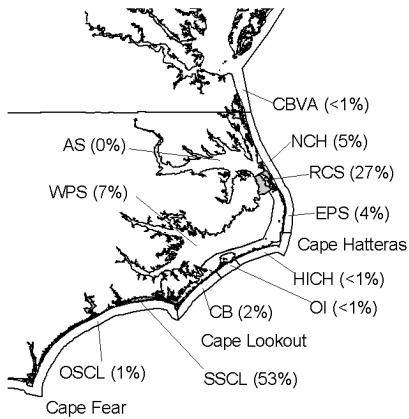 CBVA (<1%)
AS (0%)
NCH (5%)
RCS (27%)
WPS (7%)
EPS (4%)
Cape Hatteras
HICH (<1%)
OI (<1%)
CB (2%)
Cape Lookout
OSCL (1%)
SSCL (53%)
Cape Fear